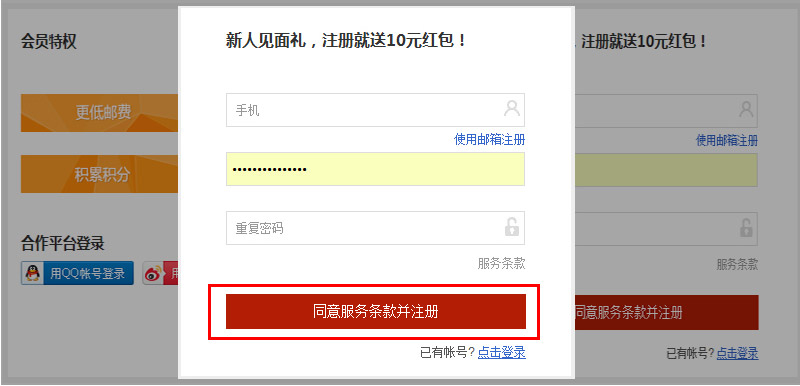 会员特权
更低邮费
积累积分
合作平台登录
用QQ帐号登录
用
新人见面礼，注册就送10元红包！
手机
使用邮箱注册
•••••••••••••••
重复密码
服务条款
同意服务条款并注册
已有帐号? 点击登录
，注册就送10元红包！
使用邮箱注册
服务条款
同意服务条款并注册
已有帐号? 点击登录